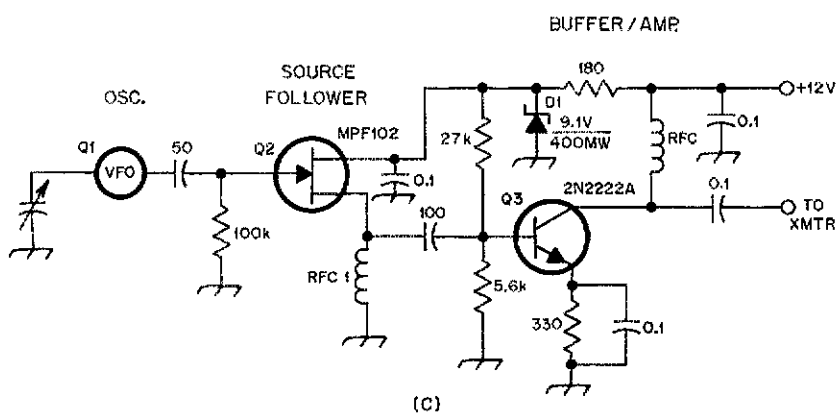 BUFFER/AMP.
SOURCE
FOLLOWER
OSC.
180
+12V
D1
9.1V
400MW
RFC
0.1
MPF102
27k
Q1
VFO
50
Q2
0.1
Q3
2N2222A
0.1
TO
XMTR
100k
100
RFC 1
5.6k
330
0.1
(C)